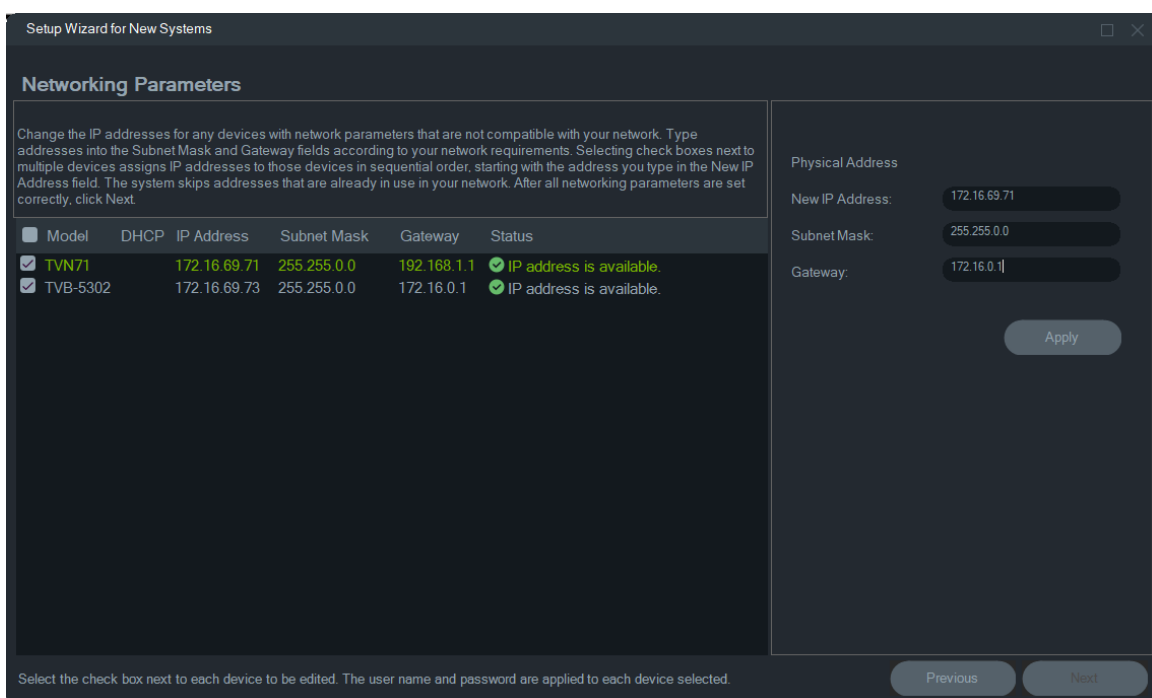 Setup Wizard for New Systems
Networking Parameters
Change the IP addresses for any devices with network parameters that are not compatible with your network. Type
addresses into the Subnet Mask and Gateway fields according to your network requirements. Selecting check boxes next to
multiple devices assigns IP addresses to those devices in sequential order, starting with the address you type in the New IP
Address field. The system skips addresses that are already in use in your network. After all networking parameters are set
correctly, click Next.
Model DHCP IP Address Subnet Mask Gateway Status
TVN71 172.16.69.71 255.255.0.0 192.168.1.1 IP address is available.
TVB-5302 172.16.69.73 255.255.0.0 172.16.0.1 IP address is available.
Physical Address
New IP Address: 172.16.69.71
Subnet Mask: 255.255.0.0
Gateway: 172.16.0.1
Apply
Select the check box next to each device to be edited. The user name and password are applied to each device selected.
Previous Next